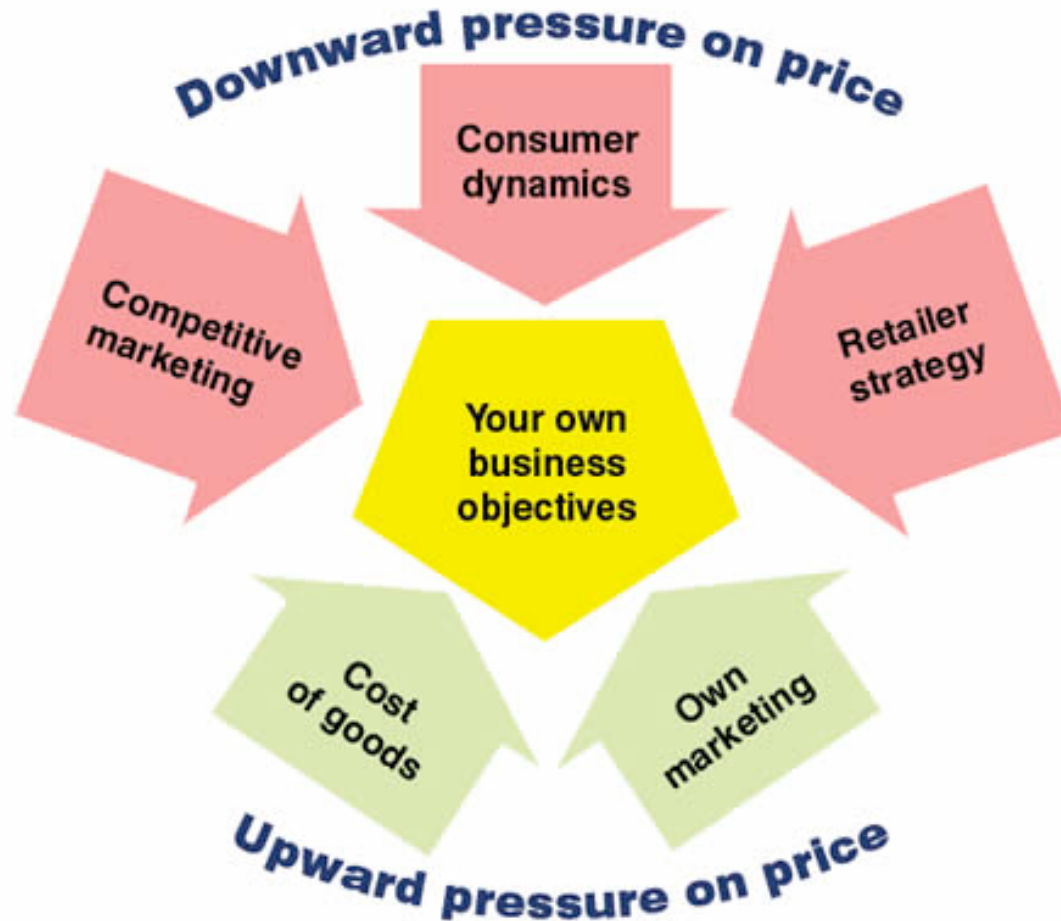 Downward pressure on price
Consumer
dynamics
Competitive
marketing
Retailer
strategy
Your own
business
objectives
Cost
of goods
Own
marketing
Upward pressure on price